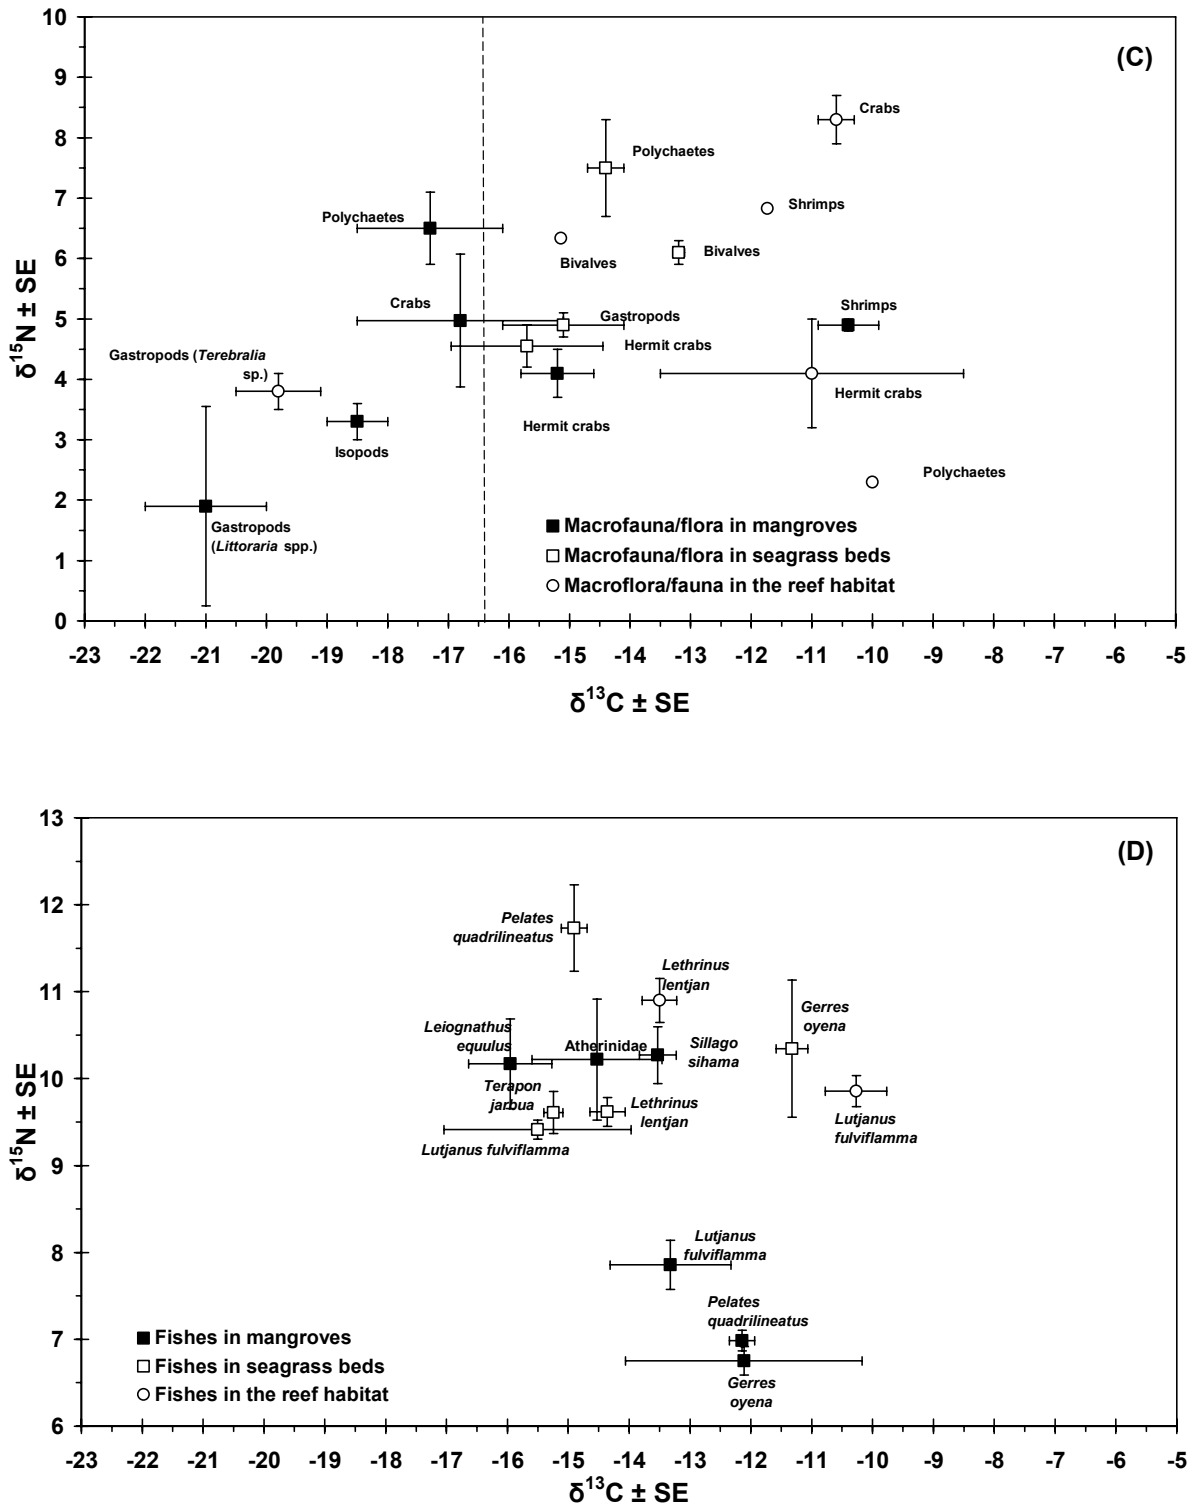 (C)
10
9
8
7
6
5
4
3
2
1
0
δ15N ± SE
Crabs
Polychaetes
Shrimps
Polychaetes
Bivalves
Bivalves
Crabs
Shrimps
Gastropods
Hermit crabs
Gastropods (Terebralia
sp.)
Hermit crabs
Hermit crabs
Isopods
Polychaetes
Gastropods
(Littoraria spp.)
Macrofauna/flora in mangroves
Macrofauna/flora in seagrass beds
Macroflora/fauna in the reef habitat
-23 -22 -21 -20 -19 -18 -17 -16 -15 -14 -13 -12 -11 -10 -9 -8 -7 -6 -5
δ13C ± SE
(D)
13
12
11
10
9
8
7
6
δ15N ± SE
Pelates
quadrilineatus
Lethrinus
lentjan
Gerres
oyena
Leiognathus
equulus
Atherinidae
Sillago
sihama
Terapon
jarbua
Lethrinus
lentjan
Lutjanus
fulviflamma
Lutjanus fulviflamma
Lutjanus
fulviflamma
Pelates
quadrilineatus
Gerres
oyena
Fishes in mangroves
Fishes in seagrass beds
Fishes in the reef habitat
-23 -22 -21 -20 -19 -18 -17 -16 -15 -14 -13 -12 -11 -10 -9 -8 -7 -6 -5
δ13C ± SE